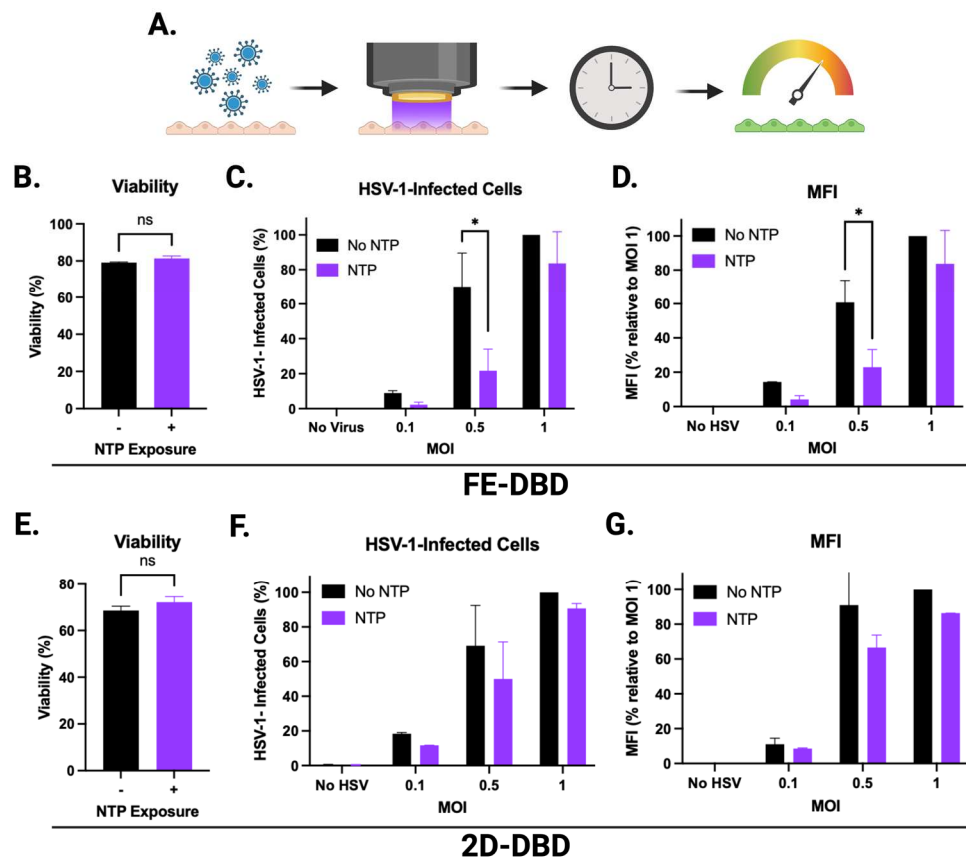 A.
B.
Viability
ns
100
80
60
40
20
0
Viability (%)
-
+
NTP Exposure
C.
HSV-1-Infected Cells
*
No NTP
NTP
100
80
60
40
20
0
HSV-1- Infected Cells (%)
No Virus
0.1
0.5
1
MOI
D.
MFI
*
No NTP
NTP
100
80
60
40
20
0
MFI (% relative to MOI 1)
No HSV
0.1
0.5
1
MOI
FE-DBD
E.
Viability
ns
80
60
40
20
0
Viability (%)
-
+
NTP Exposure
F.
HSV-1-Infected Cells
No NTP
NTP
100
80
60
40
20
0
HSV-1- Infected Cells (%)
No HSV
0.1
0.5
1
MOI
G.
MFI
No NTP
NTP
100
80
60
40
20
0
MFI (% relative to MOI 1)
No HSV
0.1
0.5
1
MOI
2D-DBD